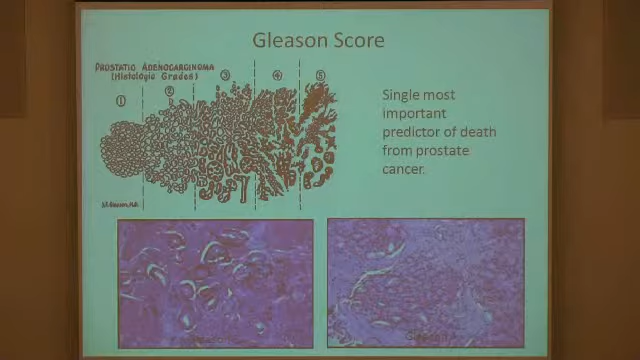 Gleason Score
PROSTATIC ADENOCARCINOMA
(Histologic Grades)
① ② ③ ④ ⑤
Single most
important
predictor of death
from prostate
cancer.